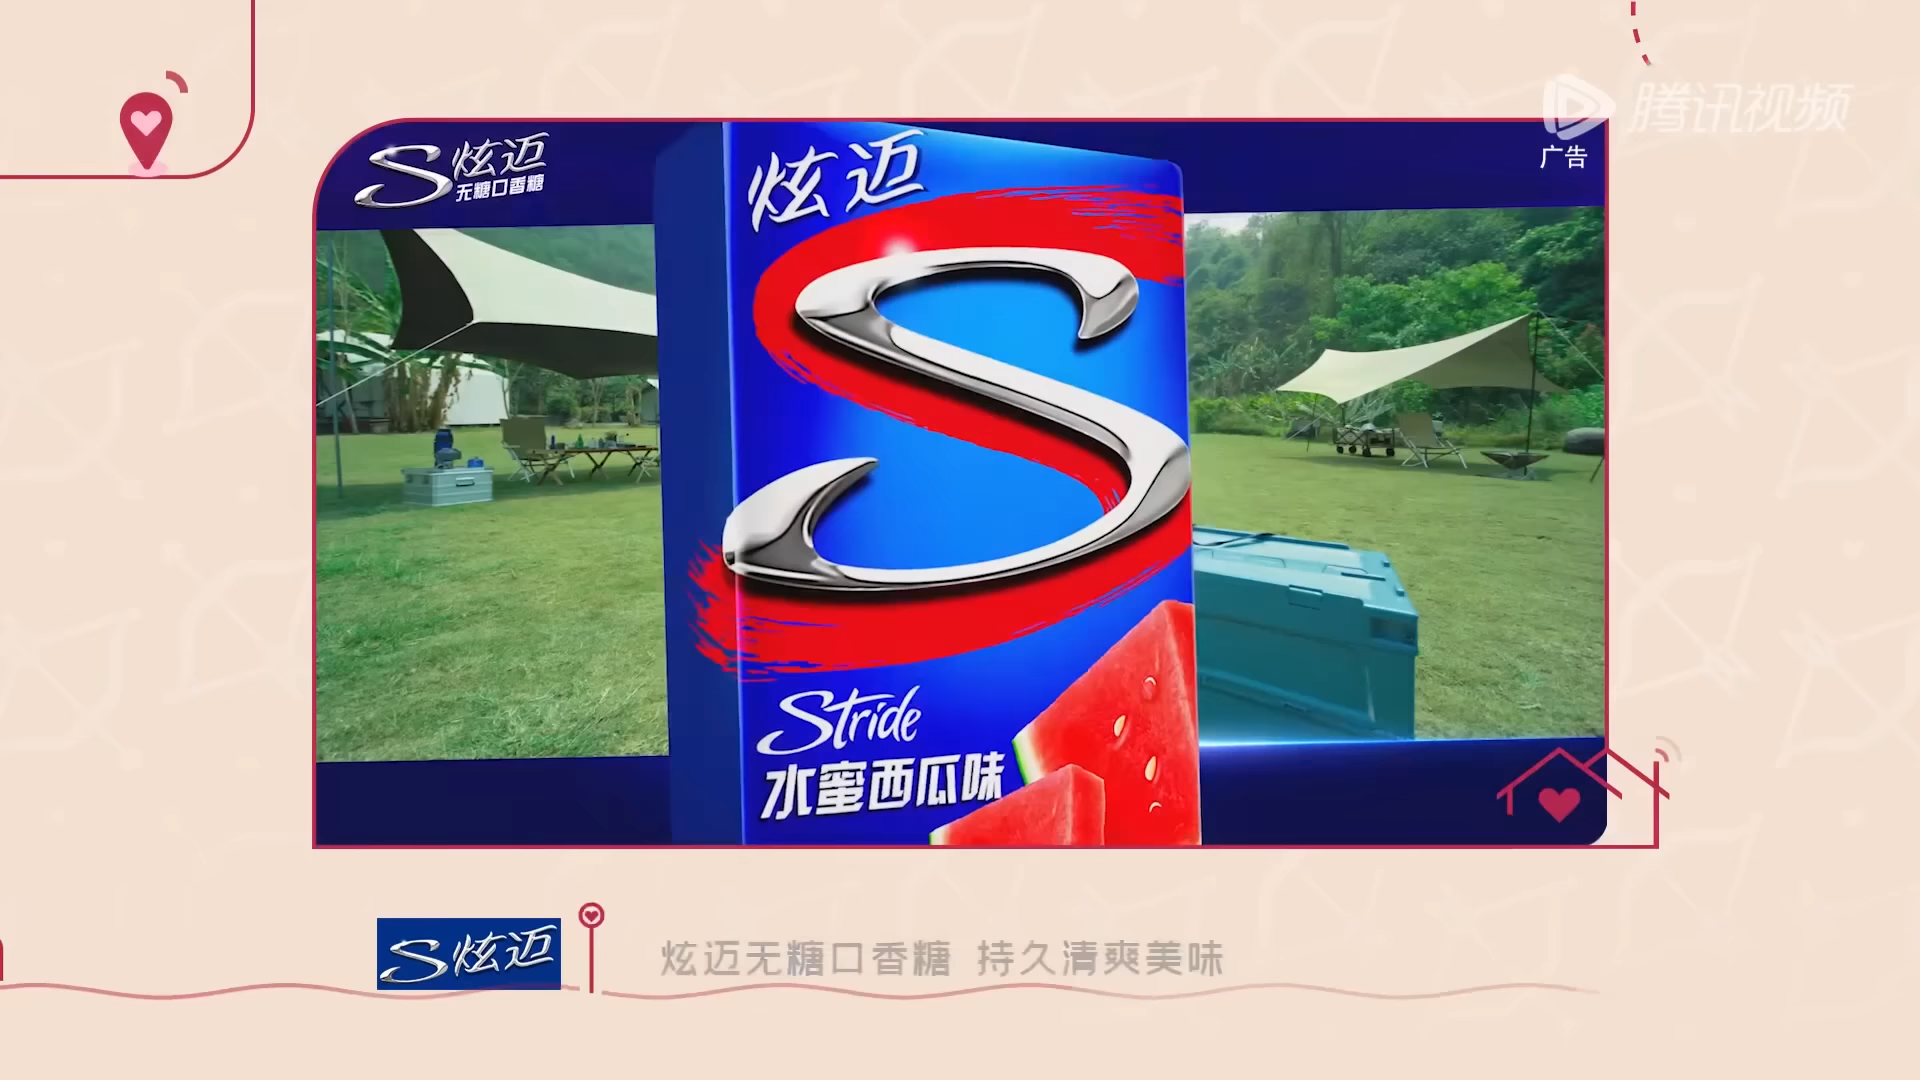 腾讯视频
广告
炫迈
无糖口香糖
炫迈
Stride
水蜜西瓜味
炫迈
炫迈无糖口香糖 持久清爽美味